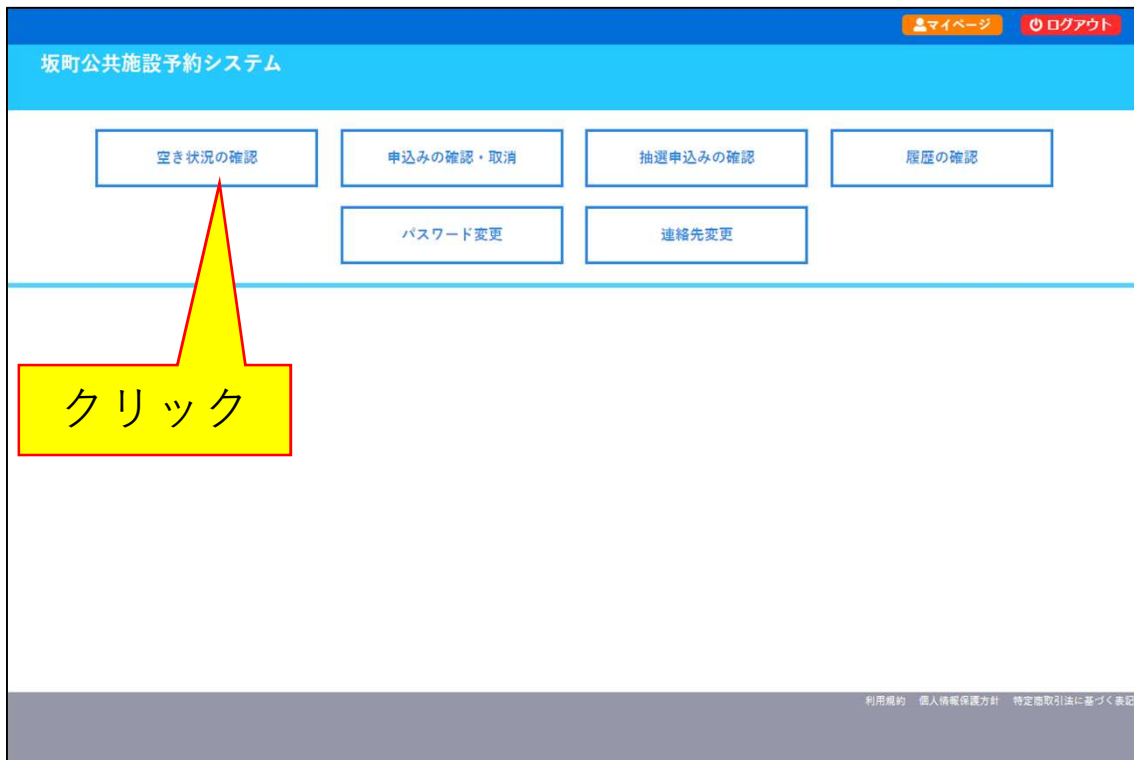 マイページ ログアウト
坂町公共施設予約システム
空き状況の確認 申込みの確認・取消 抽選申込みの確認 履歴の確認
パスワード変更 連絡先変更
クリック
利用規約 個人情報保護方針 特定商取引法に基づく表記